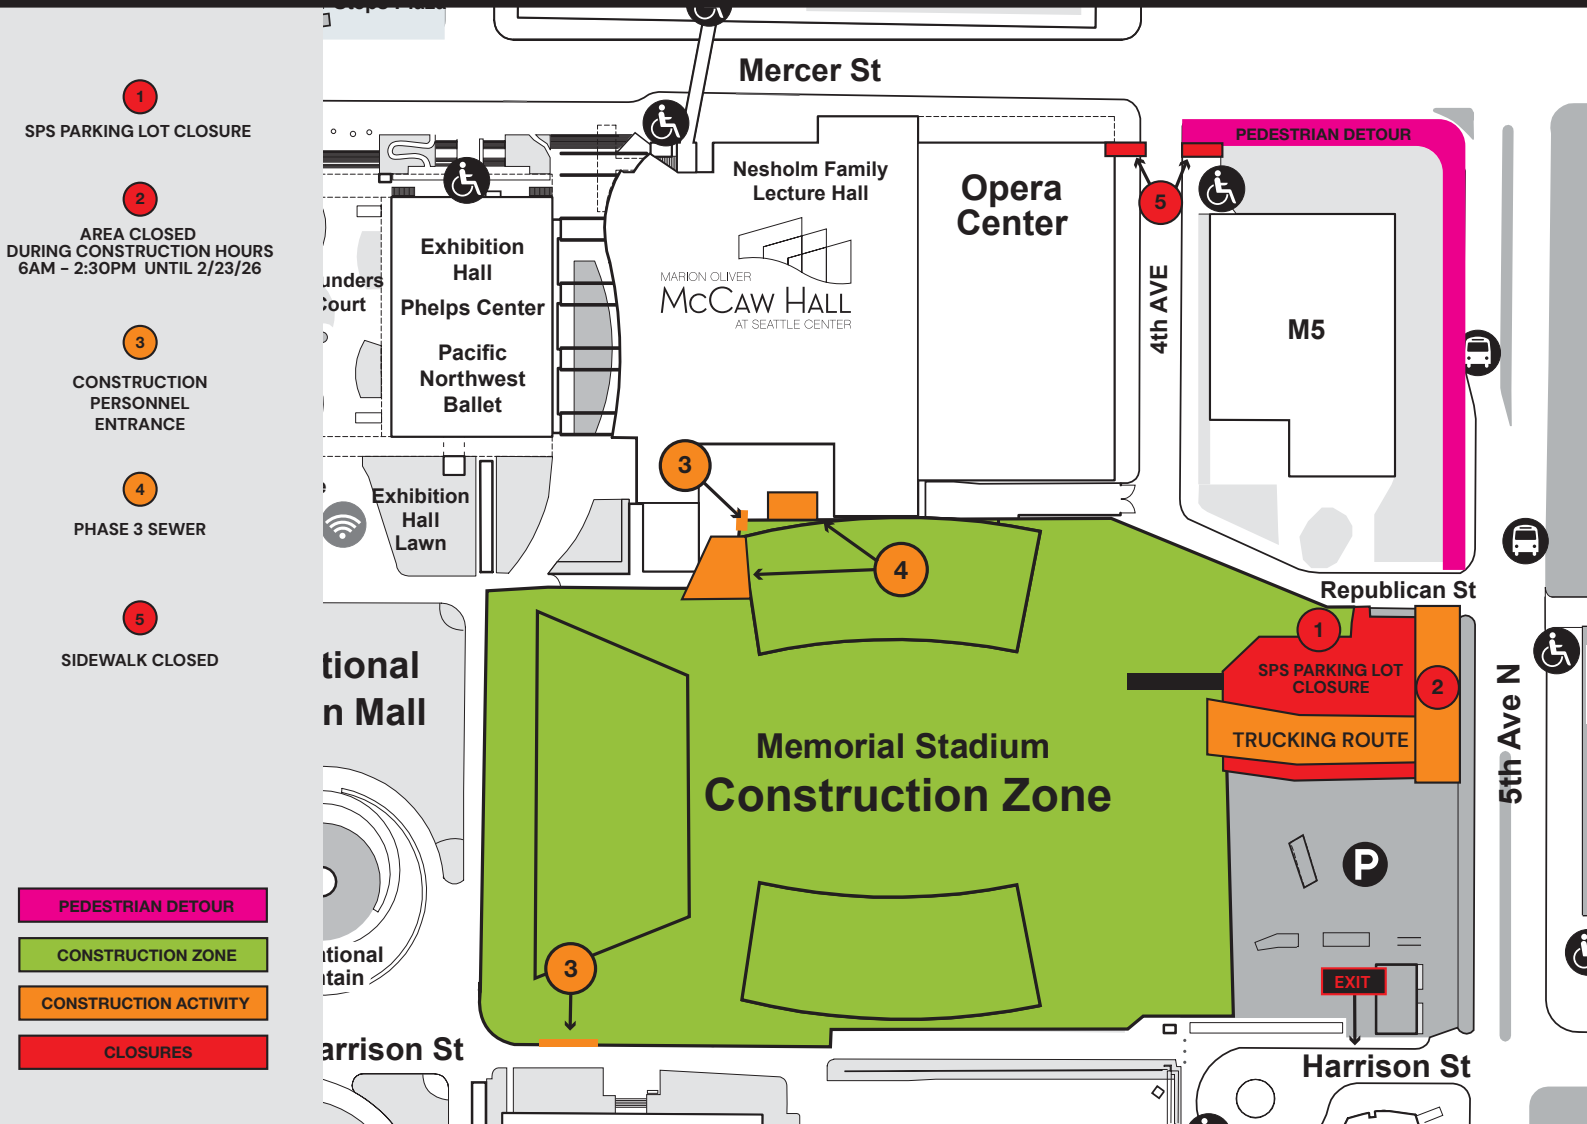 1
SPS PARKING LOT CLOSURE
2
AREA CLOSED
DURING CONSTRUCTION HOURS
6AM - 2:30PM UNTIL 2/23/26
3
CONSTRUCTION
PERSONNEL
ENTRANCE
4
PHASE 3 SEWER
5
SIDEWALK CLOSED
PEDESTRIAN DETOUR
CONSTRUCTION ZONE
CONSTRUCTION ACTIVITY
CLOSURES
Mercer St
PEDESTRIAN DETOUR
Nesholm Family
Lecture Hall
Opera
Center
5
Exhibition
Hall
Phelps Center
Pacific
Northwest
Ballet
MARION OLIVER
McCAW HALL
AT SEATTLE CENTER
4th AVE
M5
unders
Court
3
Exhibition
Hall
Lawn
4
Republican St
1
SPS PARKING LOT
CLOSURE
2
TRUCKING ROUTE
5th Ave N
tional
n Mall
Memorial Stadium
Construction Zone
P
ational
ntain
3
EXIT
arrison St
Harrison St